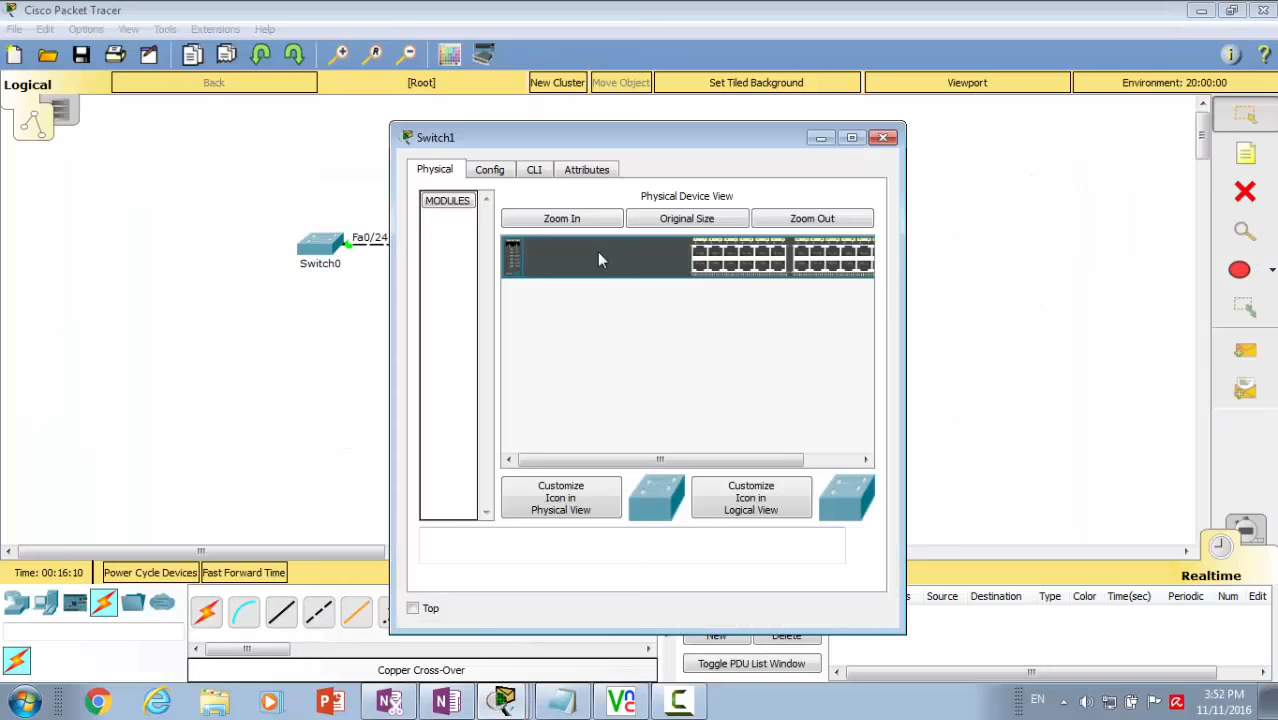 Cisco Packet Tracer
File Edit Options View Tools Extensions Help
Logical
Back
[Root]
New Cluster
Move Object
Set Tiled Background
Viewport
Environment: 20:00:00
Switch1
Physical
Config
CLI
Attributes
MODULES
Physical Device View
Zoom In
Original Size
Zoom Out
Fa0/24
Switch0
Customize
Icon in
Physical View
Customize
Icon in
Logical View
Top
Time: 00:16:10
Power Cycle Devices
Fast Forward Time
Realtime
Source Destination Type Color Time(sec) Periodic Num Edit
New
Delete
Toggle PDU List Window
Copper Cross-Over
EN
3:52 PM
11/11/2016